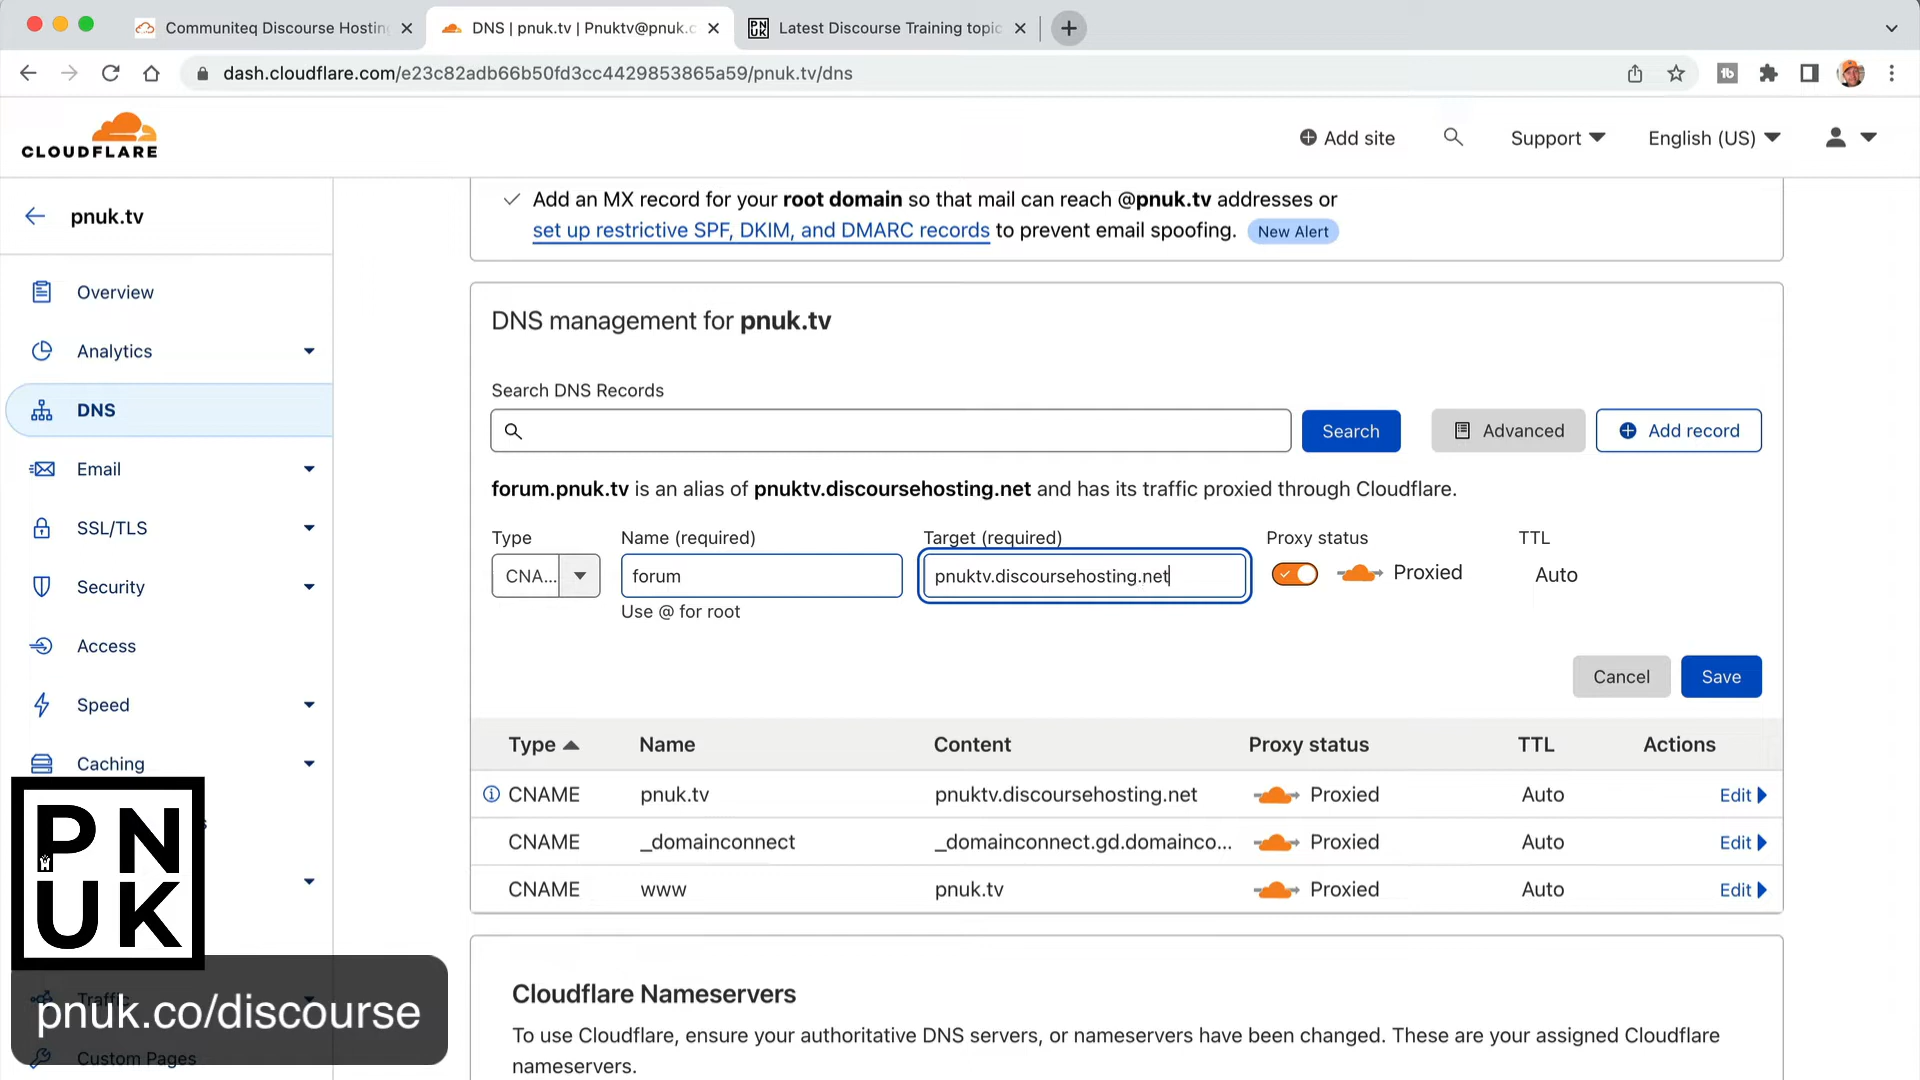 Communiteq Discourse Hosting
DNS | pnuk.tv | Pnuktv@pnuk.c
Latest Discourse Training topic
dash.cloudflare.com/e23c82adb66b50fd3cc4429853865a59/pnuk.tv/dns
CLOUDFLARE
Add site
Support
English (US)
pnuk.tv
Overview
Analytics
DNS
Email
SSL/TLS
Security
Access
Speed
Caching
Traffic
Custom Pages
Add an MX record for your root domain so that mail can reach @pnuk.tv addresses or
set up restrictive SPF, DKIM, and DMARC records to prevent email spoofing. New Alert
DNS management for pnuk.tv
Search DNS Records
Search
Advanced
Add record
forum.pnuk.tv is an alias of pnuktv.discoursehosting.net and has its traffic proxied through Cloudflare.
Type Name (required) Target (required) Proxy status TTL
CNA... forum pnuktv.discoursehosting.net Proxied Auto
Use @ for root
Cancel Save
Type Name Content Proxy status TTL Actions
CNAME pnuk.tv pnuktv.discoursehosting.net Proxied Auto Edit
CNAME _domainconnect _domainconnect.gd.domainco... Proxied Auto Edit
CNAME www pnuk.tv Proxied Auto Edit
Cloudflare Nameservers
To use Cloudflare, ensure your authoritative DNS servers, or nameservers have been changed. These are your assigned Cloudflare
nameservers.
PN
UK
pnuk.co/discourse